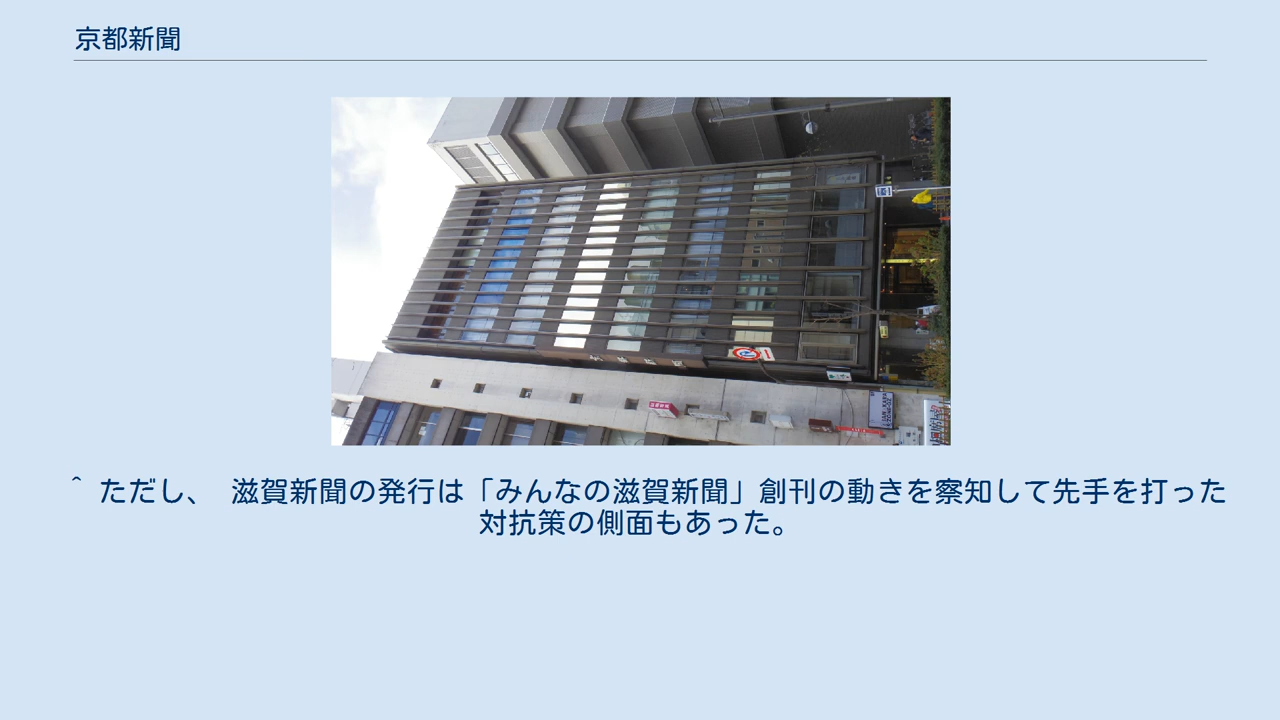 京都新聞
^ ただし、 滋賀新聞の発行は「みんなの滋賀新聞」創刊の動きを察知して先手を打った
対抗策の側面もあった。